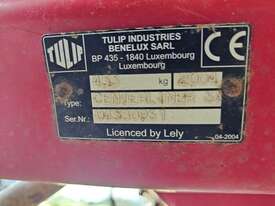 TULIP
TULIP INDUSTRIES
BENELUX SARL
BP 435 - 1840 Luxembourg
Luxembourg
CE
kg
Type:
Ser.Nr.:
Licenced by Lely
04-2004